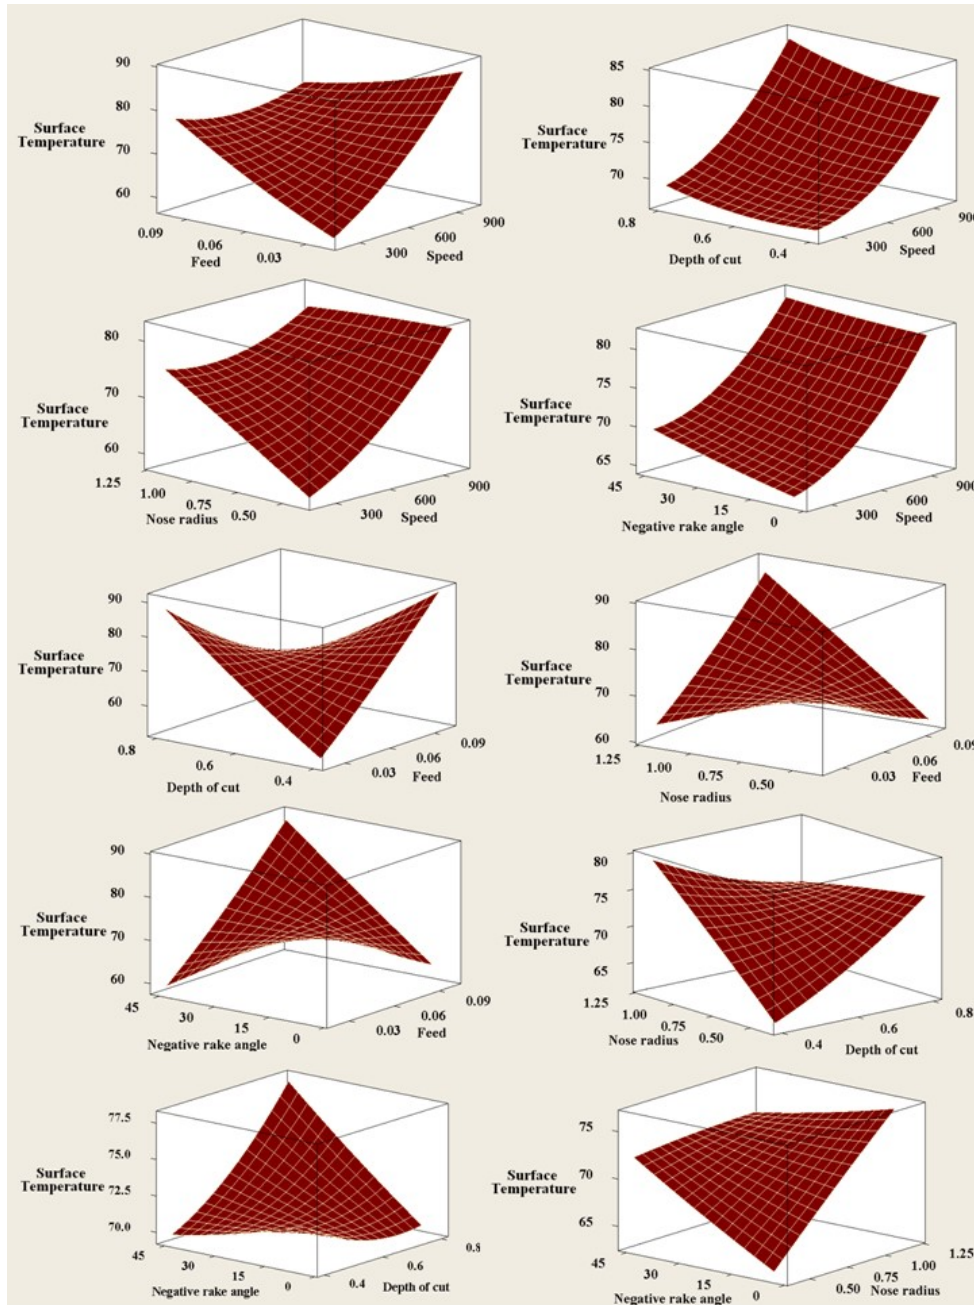 90
80
Surface
Temperature
70
60
0.09
0.06
Feed
0.03
300
Speed
600
900
85
80
Surface
Temperature
75
70
0.8
0.6
Depth of cut
0.4
300
Speed
600
900
80
70
Surface
Temperature
60
1.25
1.00
0.75
Nose radius
0.50
300
Speed
600
900
80
75
Surface
Temperature
70
65
45
30
Negative rake angle
15
0
300
Speed
600
900
90
80
Surface
Temperature
70
60
0.8
0.6
Depth of cut
0.4
0.03
Feed
0.06
0.09
90
80
Surface
Temperature
70
60
1.25
1.00
0.75
Nose radius
0.50
0.03
Feed
0.06
0.09
90
80
Surface
Temperature
70
60
45
30
Negative rake angle
15
0
0.03
Feed
0.06
0.09
80
75
Surface
Temperature
70
65
1.25
1.00
0.75
Nose radius
0.50
0.4
Depth of cut
0.6
0.8
77.5
75.0
Surface
Temperature
72.5
70.0
45
30
Negative rake angle
15
0
0.4
Depth of cut
0.6
0.8
75
Surface
Temperature
70
65
45
30
Negative rake angle
15
0
0.50
Nose radius
0.75
1.00
1.25